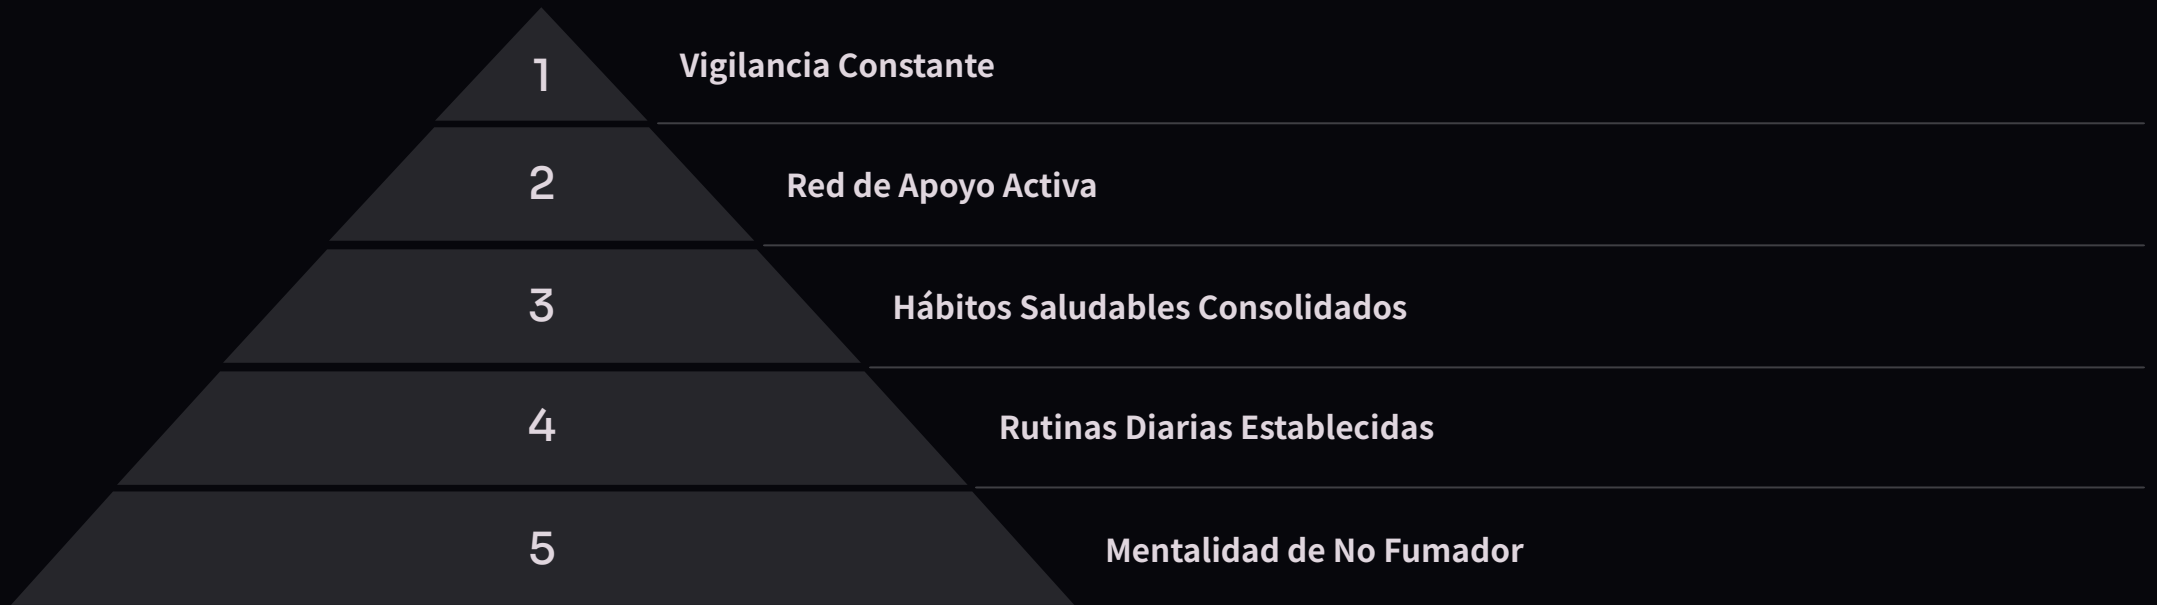 1
Vigilancia Constante
2
Red de Apoyo Activa
3
Hábitos Saludables Consolidados
4
Rutinas Diarias Establecidas
5
Mentalidad de No Fumador